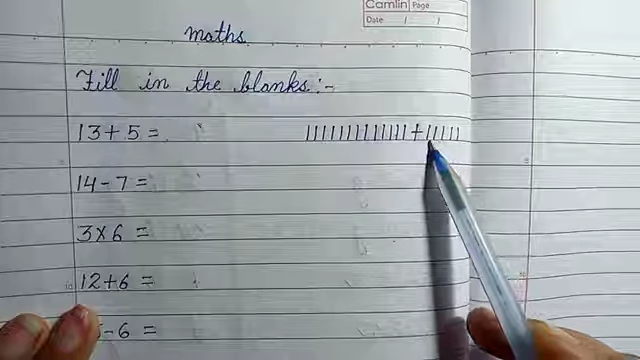 Camlin Page
Date / /
maths
Fill in the blanks:-
13+5= ||||||||||||| + |||||
14-7=
3×6=
12+6=
-6=